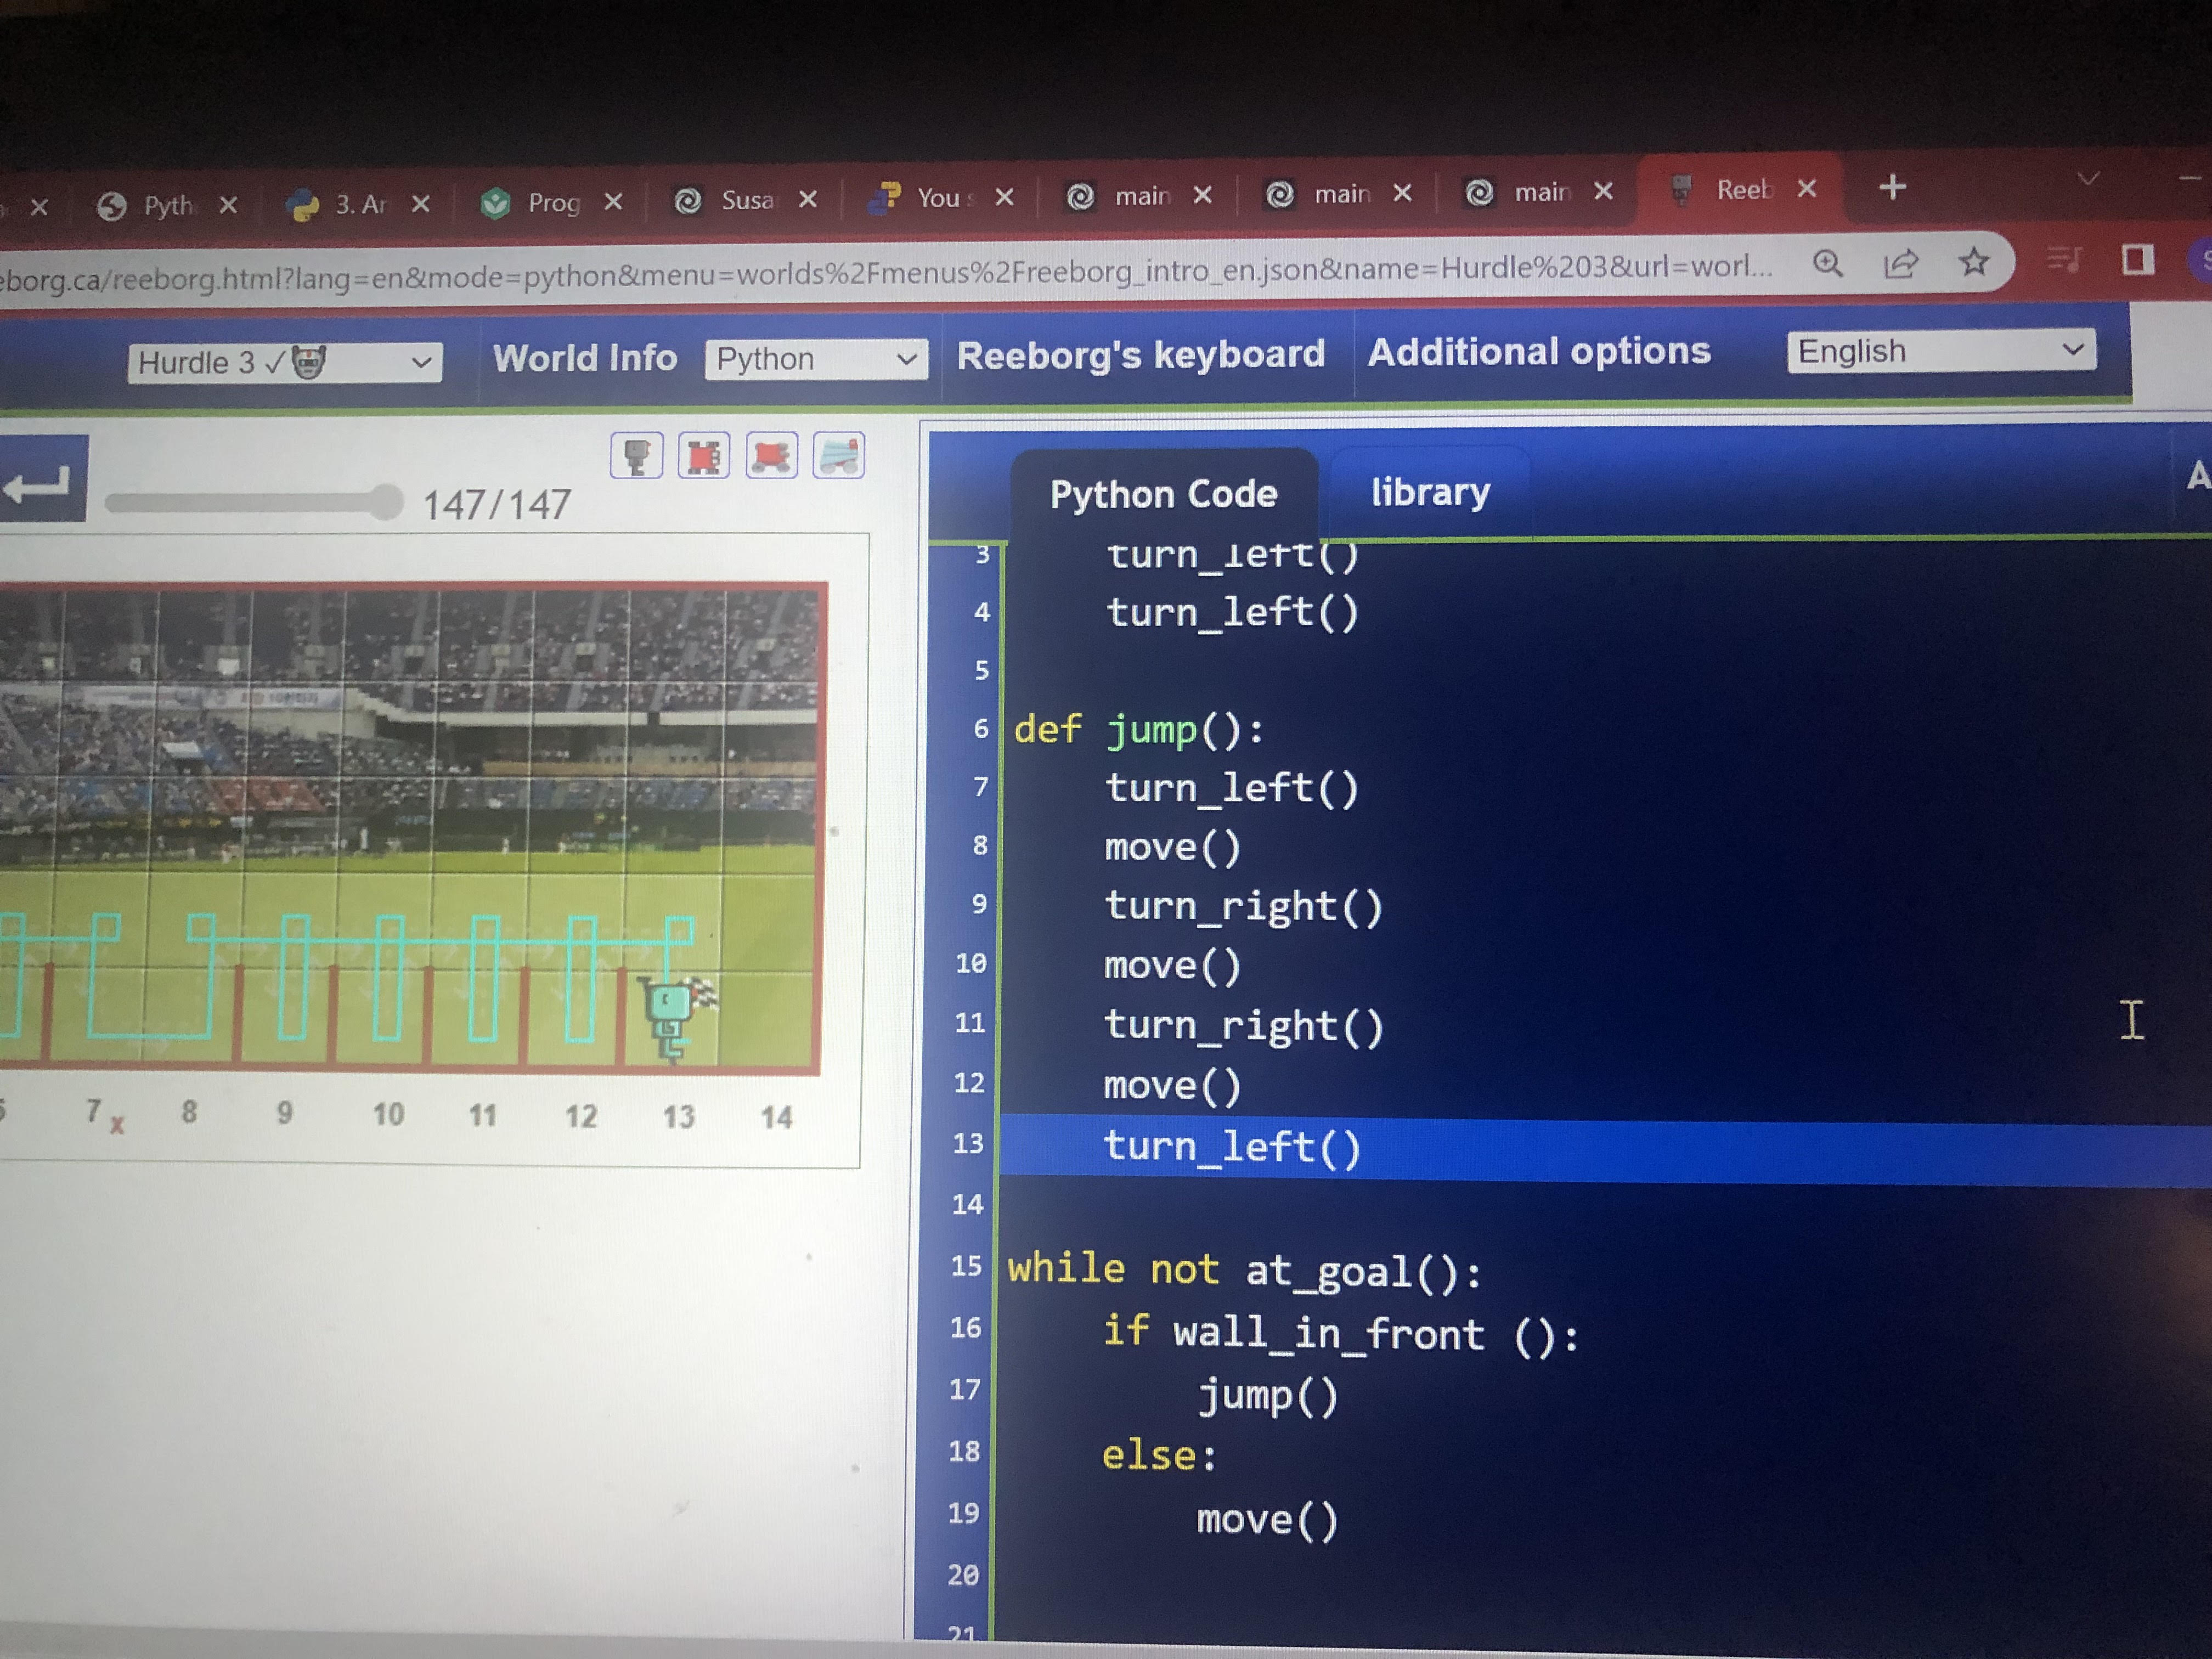 Pyth
3. Ar
Prog
Susa
You s
main
main
main
Reeb
eborg.ca/reeborg.html?lang=en&mode=python&menu=worlds%2Fmenus%2Freeborg_intro_en.json&name=Hurdle%203&url=worl...
Hurdle 3 ✓
World Info
Python
Reeborg's keyboard
Additional options
English
147/147
Python Code
library
A
3 turn_left()
4 turn_left()
5
6 def jump():
7 turn_left()
8 move()
9 turn_right()
10 move()
11 turn_right()
12 move()
13 turn_left()
14
15 while not at_goal():
16 if wall_in_front ():
17 jump()
18 else:
19 move()
20
21
7 x 8 9 10 11 12 13 14